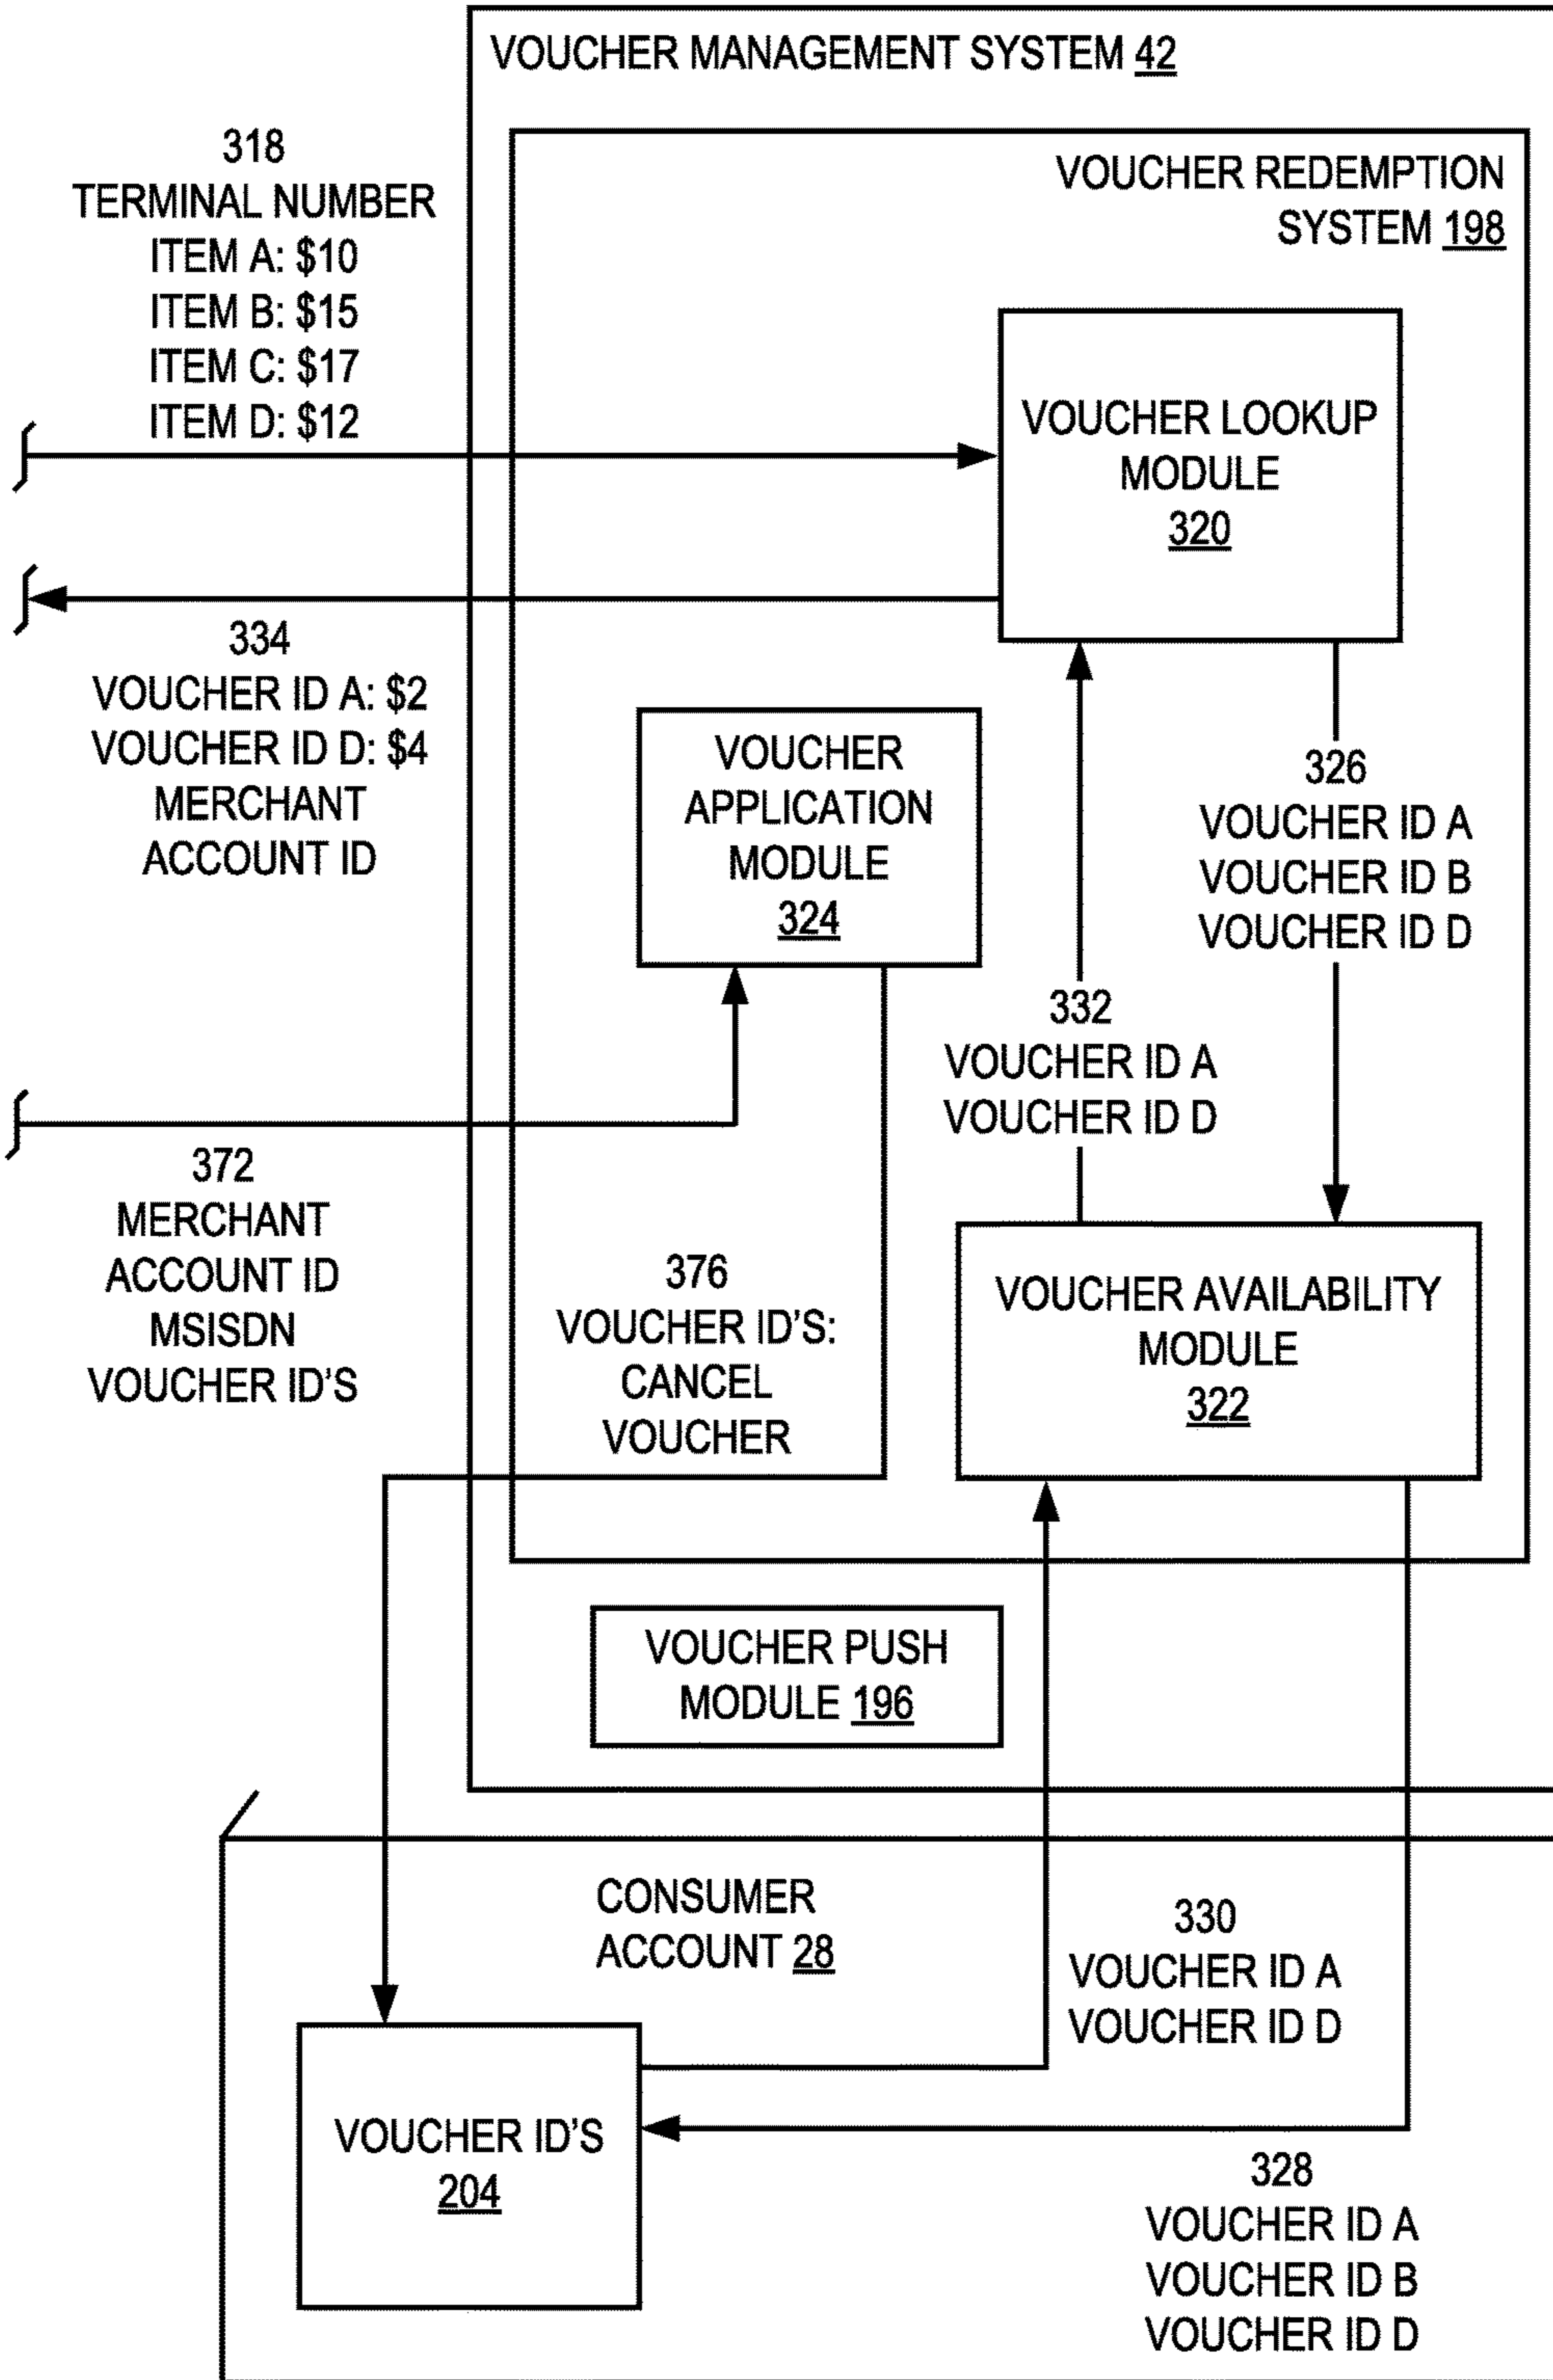 VOUCHER MANAGEMENT SYSTEM 42
318
TERMINAL NUMBER
ITEM A: $10
ITEM B: $15
ITEM C: $17
ITEM D: $12
VOUCHER REDEMPTION
SYSTEM 198
VOUCHER LOOKUP
MODULE
320
334
VOUCHER ID A: $2
VOUCHER ID D: $4
MERCHANT
ACCOUNT ID
VOUCHER
APPLICATION
MODULE
324
326
VOUCHER ID A
VOUCHER ID B
VOUCHER ID D
332
VOUCHER ID A
VOUCHER ID D
372
MERCHANT
ACCOUNT ID
MSISDN
VOUCHER ID'S
376
VOUCHER ID'S:
CANCEL
VOUCHER
VOUCHER AVAILABILITY
MODULE
322
VOUCHER PUSH
MODULE 196
CONSUMER
ACCOUNT 28
330
VOUCHER ID A
VOUCHER ID D
VOUCHER ID'S
204
328
VOUCHER ID A
VOUCHER ID B
VOUCHER ID D